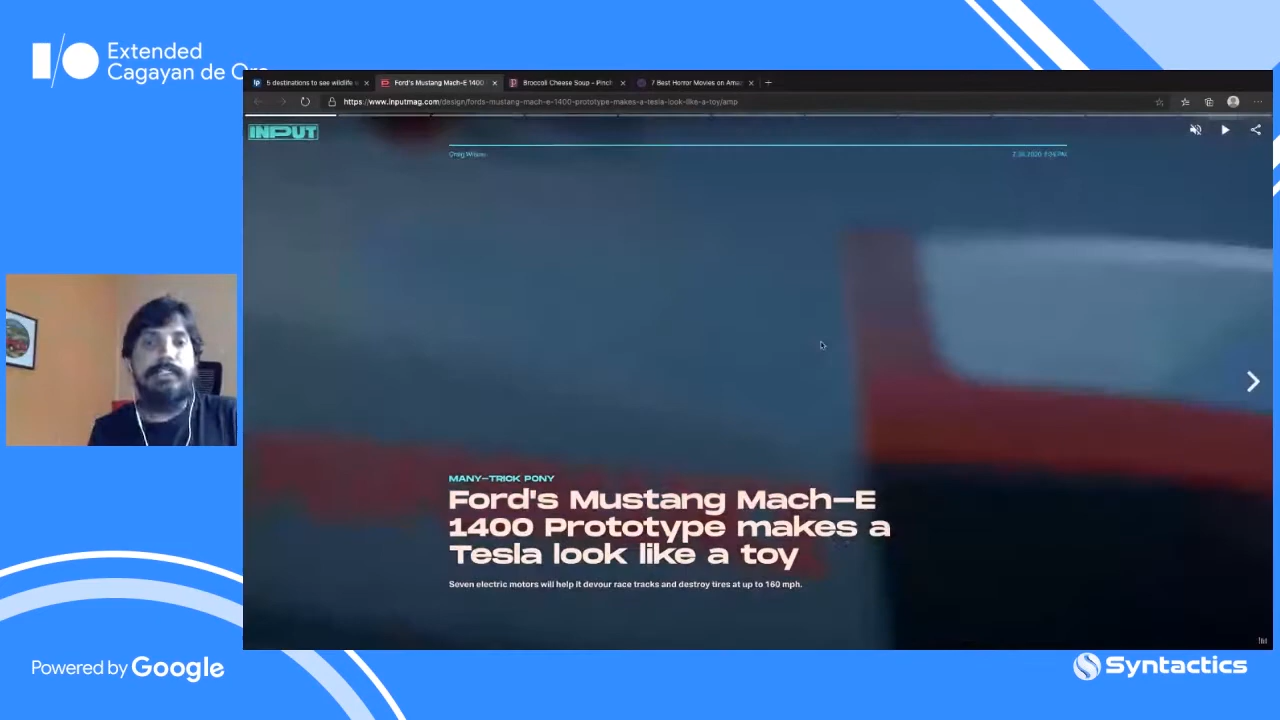 I/O Extended
Cagayan de Oro
5 destinations to see wildlife
Ford's Mustang Mach-E 1400
Broccoli Cheese Soup - Pinch
7 Best Horror Movies on Amaz
https://www.inputmag.com/design/fords-mustang-mach-e-1400-prototype-makes-a-tesla-look-like-a-toy/amp
INPUT
MANY-TRICK PONY
Ford's Mustang Mach-E
1400 Prototype makes a
Tesla look like a toy
Seven electric motors will help it devour race tracks and destroy tires at up to 160 mph.
Powered by Google
Syntactics